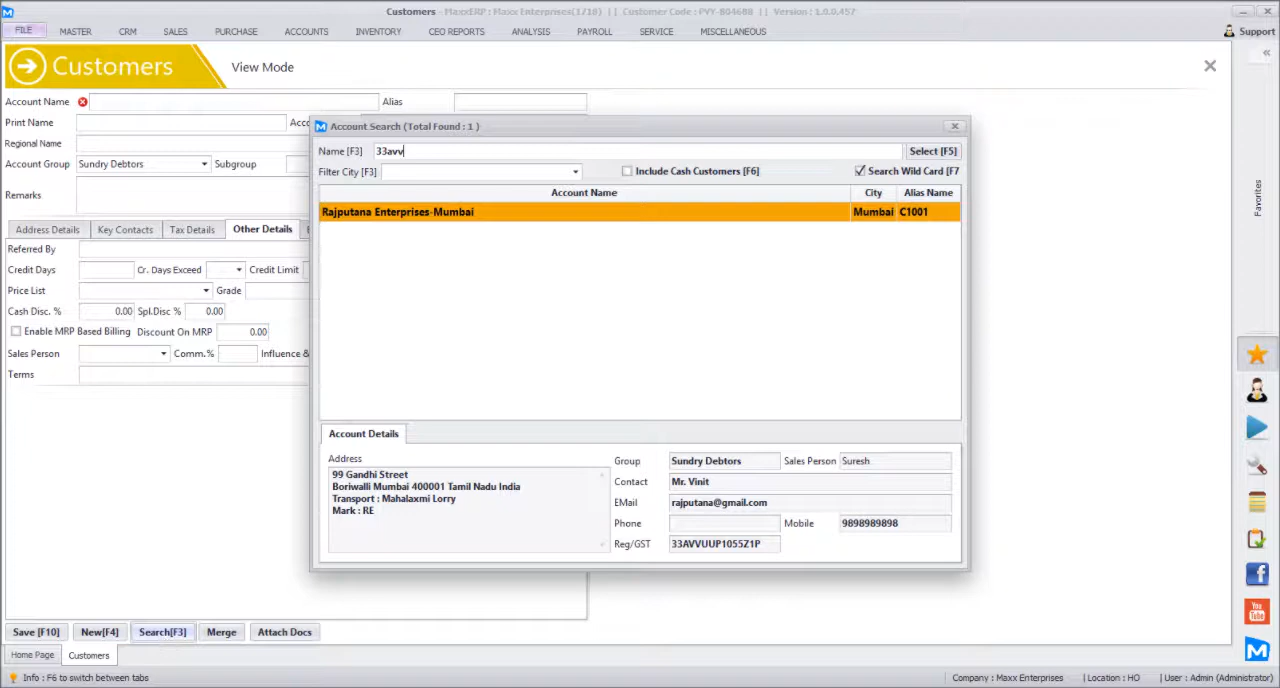 Customers - MaxxERP : Maxx Enterprises(1718) || Customer Code : PVY-804688 || Version : 1.0.0.457
FILE MASTER CRM SALES PURCHASE ACCOUNTS INVENTORY CEO REPORTS ANALYSIS PAYROLL SERVICE MISCELLANEOUS Support
Customers View Mode
Account Name Alias
Print Name Acco
Regional Name
Account Group Sundry Debtors Subgroup
Remarks
Address Details Key Contacts Tax Details Other Details
Referred By
Credit Days Cr. Days Exceed Credit Limit
Price List Grade
Cash Disc. % 0.00 Spl.Disc % 0.00
Enable MRP Based Billing Discount On MRP 0.00
Sales Person Comm.% Influence &
Terms
Account Search (Total Found : 1 )
Name [F3] 33avv Select [F5]
Filter City [F3] Include Cash Customers [F6] Search Wild Card [F7
Account Name City Alias Name
Rajputana Enterprises-Mumbai Mumbai C1001
Account Details
Address
99 Gandhi Street
Boriwalli Mumbai 400001 Tamil Nadu India
Transport : Mahalaxmi Lorry
Mark : RE
Group Sundry Debtors Sales Person Suresh
Contact Mr. Vinit
EMail rajputana@gmail.com
Phone Mobile 9898989898
Reg/GST 33AVVUUP1055Z1P
Favorites
Save [F10] New[F4] Search[F3] Merge Attach Docs
Home Page Customers
Info : F6 to switch between tabs Company : Maxx Enterprises | Location : HO | User : Admin (Administrator)
You
Tube